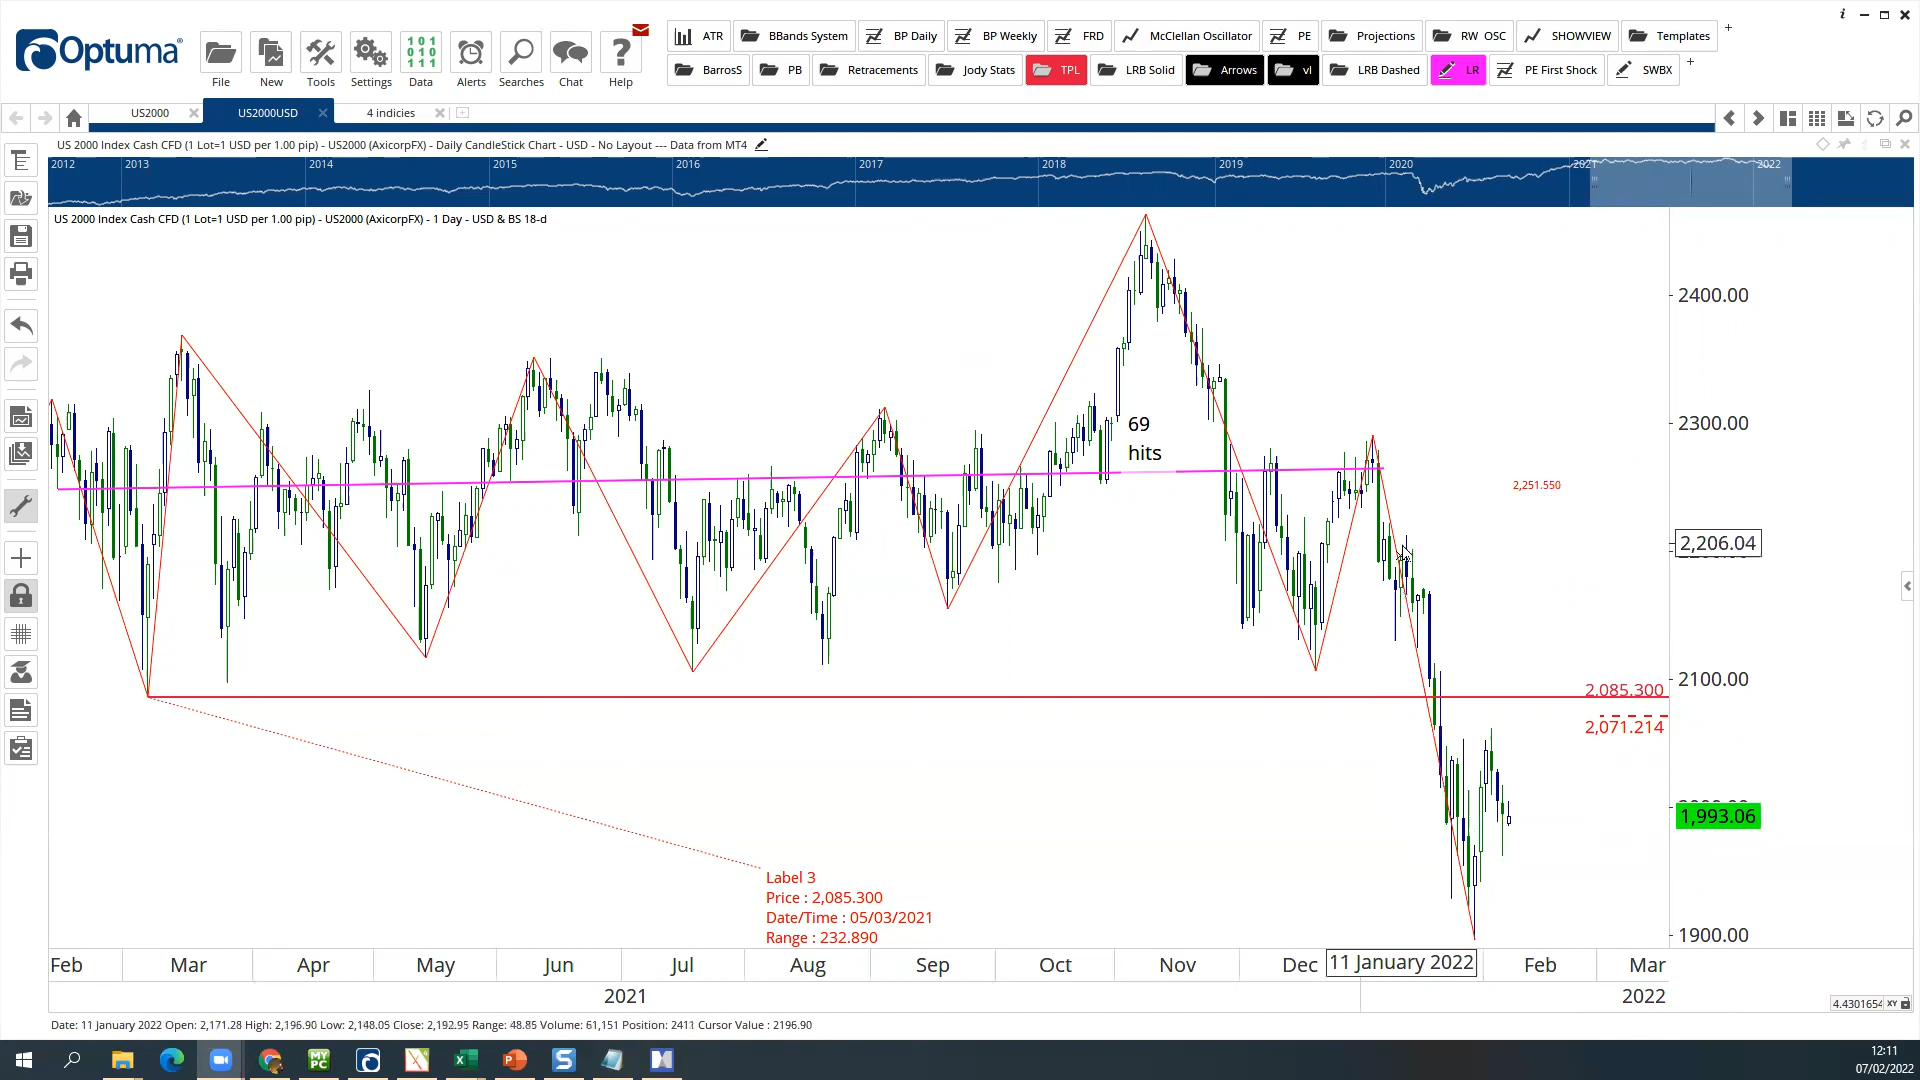 Optuma®
File
New
Tools
Settings
Data
Alerts
Searches
Chat
Help
ATR
BBands System
BP Daily
BP Weekly
FRD
McClellan Oscillator
PE
Projections
RW OSC
SHOWVIEW
Templates
BarrosS
PB
Retracements
Jody Stats
TPL
LRB Solid
Arrows
vl
LRB Dashed
LR
PE First Shock
SWBX
US2000
US2000USD
4 indicies
US 2000 Index Cash CFD (1 Lot=1 USD per 1.00 pip) - US2000 (AxicorpFX) - Daily CandleStick Chart - USD - No Layout --- Data from MT4
2012
2013
2014
2015
2016
2017
2018
2019
2020
2021
2022
US 2000 Index Cash CFD (1 Lot=1 USD per 1.00 pip) - US2000 (AxicorpFX) - 1 Day - USD & BS 18-d
2400.00
69
hits
2300.00
2,251.550
2,206.04
2100.00
2,085.300
2,071.214
1,993.06
Label 3
Price : 2,085.300
Date/Time : 05/03/2021
Range : 232.890
1900.00
Feb
Mar
Apr
May
Jun
Jul
Aug
Sep
Oct
Nov
Dec
11 January 2022
Feb
Mar
2021
2022
4.4301654 XY
Date: 11 January 2022 Open: 2,171.28 High: 2,196.90 Low: 2,148.05 Close: 2,192.95 Range: 48.85 Volume: 61,151 Position: 2411 Cursor Value : 2196.90
MY
PC
12:11
07/02/2022